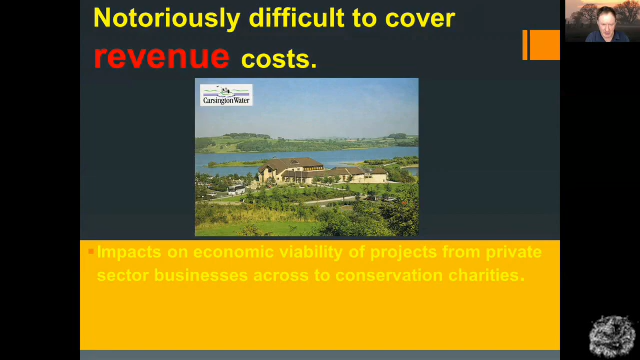 Notoriously difficult to cover
revenue costs.
Carsington Water
Impacts on economic viability of projects from private
sector businesses across to conservation charities.